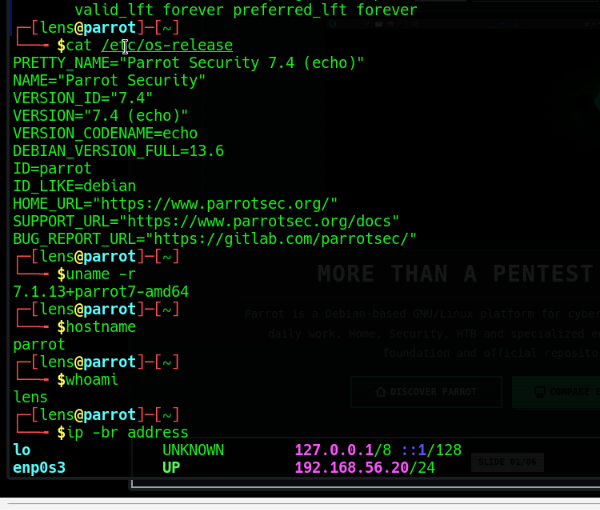 valid_lft forever preferred_lft forever
┌─[lens@parrot]─[~]
└──╼ $cat /etc/os-release
PRETTY_NAME="Parrot Security 7.4 (echo)"
NAME="Parrot Security"
VERSION_ID="7.4"
VERSION="7.4 (echo)"
VERSION_CODENAME=echo
DEBIAN_VERSION_FULL=13.6
ID=parrot
ID_LIKE=debian
HOME_URL="https://www.parrotsec.org/"
SUPPORT_URL="https://www.parrotsec.org/docs"
BUG_REPORT_URL="https://gitlab.com/parrotsec/"
┌─[lens@parrot]─[~]
└──╼ $uname -r
7.1.13+parrot7-amd64
┌─[lens@parrot]─[~]
└──╼ $hostname
parrot
┌─[lens@parrot]─[~]
└──╼ $whoami
lens
┌─[lens@parrot]─[~]
└──╼ $ip -br address
lo UNKNOWN 127.0.0.1/8 ::1/128
enp0s3 UP 192.168.56.20/24
MORE THAN A PENTEST
Parrot is a Debian-based GNU/Linux platform for cyber
daily work, Home, Security, HTB and specialized e
foundation and official reposito
DISCOVER PARROT
COMPARE E
SLIDE 01/06